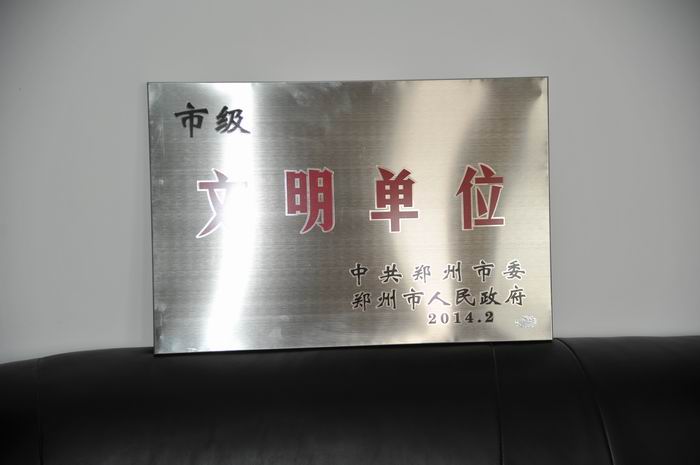 市级
文明单位
中共郑州市委
郑州市人民政府
2014.2